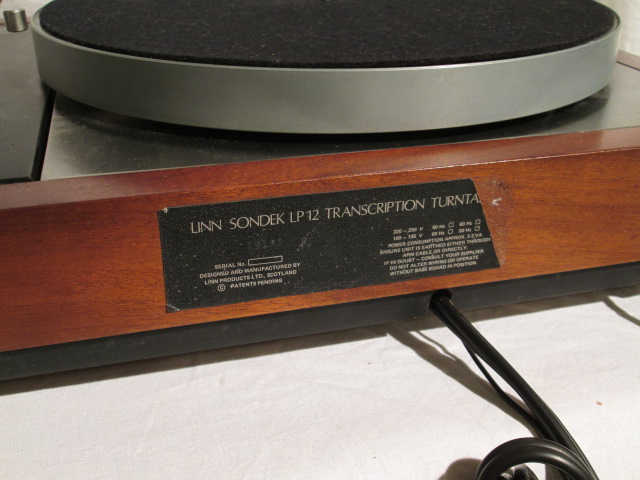 LINN SONDEK LP12 TRANSCRIPTION TURNTA
220 - 250 V 50 Hz 60 Hz
100 - 125 V 60 Hz 50 Hz
POWER CONSUMPTION APPROX. 2-3 VA
ENSURE UNIT IS EARTHED EITHER THROUGH
ARM CABLE OR DIRECTLY.
IF IN DOUBT - CONSULT YOUR SUPPLIER
DO NOT ALTER WIRING OR OPERATE
WITHOUT BASE BOARD IN POSITION.
SERIAL No.
DESIGNED AND MANUFACTURED BY
LINN PRODUCTS LTD., SCOTLAND
© PATENTS PENDING